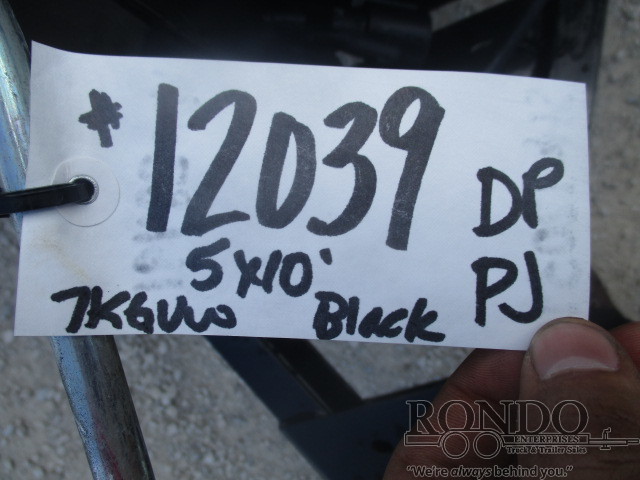 *12039
DP
5x10'
PJ
7KGVW Black
RONDO
ENTERPRISES
Truck & Trailer Sales
"We're always behind you."